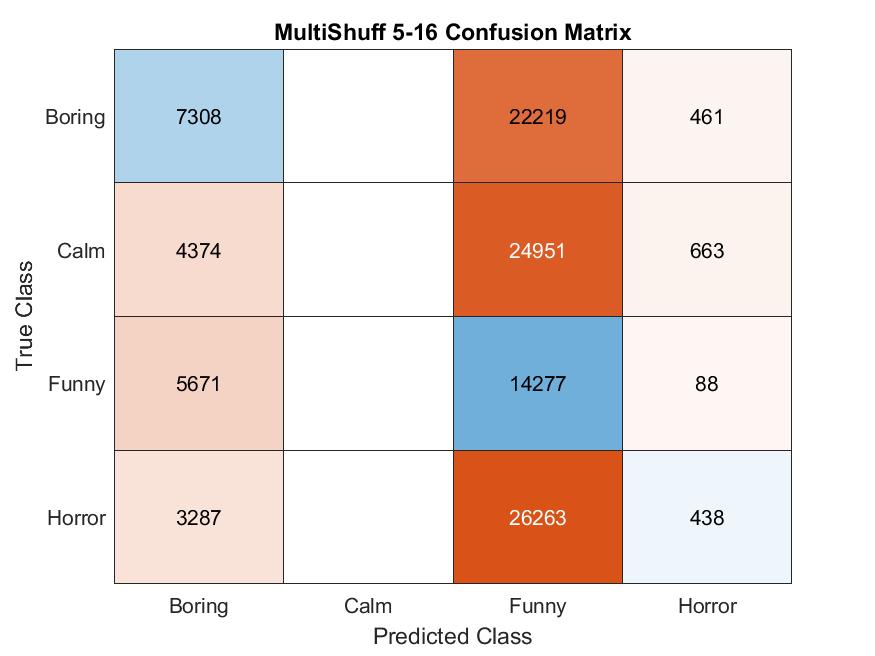 MultiShuff 5-16 Confusion Matrix
True Class
Boring 7308 22219 461
Calm 4374 24951 663
Funny 5671 14277 88
Horror 3287 26263 438
Boring Calm Funny Horror
Predicted Class